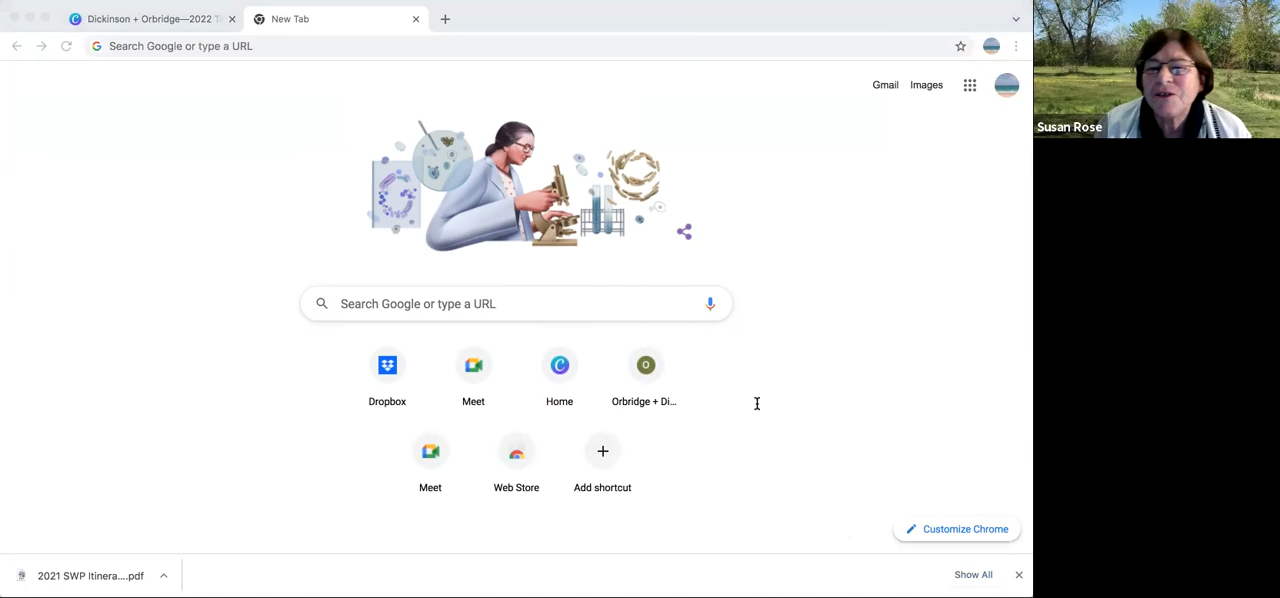 Dickinson + Orbridge—2022 T
New Tab
Search Google or type a URL
Gmail
Images
Susan Rose
Search Google or type a URL
Dropbox
Meet
Home
Orbridge + Di...
Meet
Web Store
Add shortcut
Customize Chrome
2021 SWP Itinera....pdf
Show All